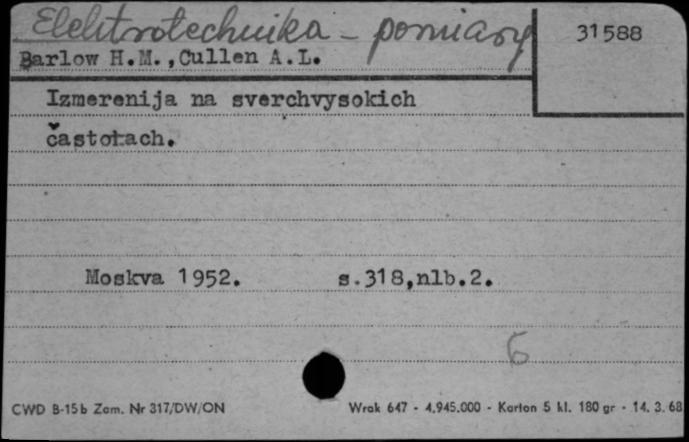 Elektrotechnika - pomiary
31588
Barlow H.M.,Cullen A.L.
Izmerenija na sverchvysokich
častotach.
Moskva 1952. s.318,nlb.2.
6
CWD B-15b Zam. Nr 317/DW/ON Wrak 647 - 4.945.000 - Karton 5 kl. 180 gr - 14. 3. 68